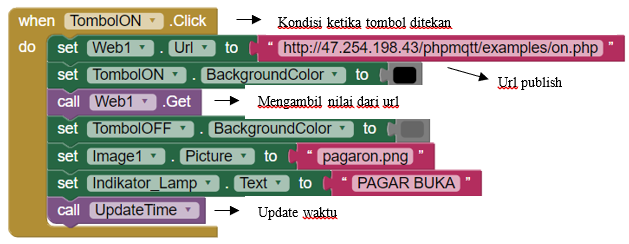 when TombolON .Click Kondisi ketika tombol ditekan
do set Web1 . Url to " http://47.254.198.43/phpmqtt/examples/on.php "
set TombolON . BackgroundColor to Url publish
call Web1 .Get Mengambil nilai dari url
set TombolOFF . BackgroundColor to
set Image1 . Picture to " pagaron.png "
set Indikator_Lamp . Text to " PAGAR BUKA "
call UpdateTime Update waktu